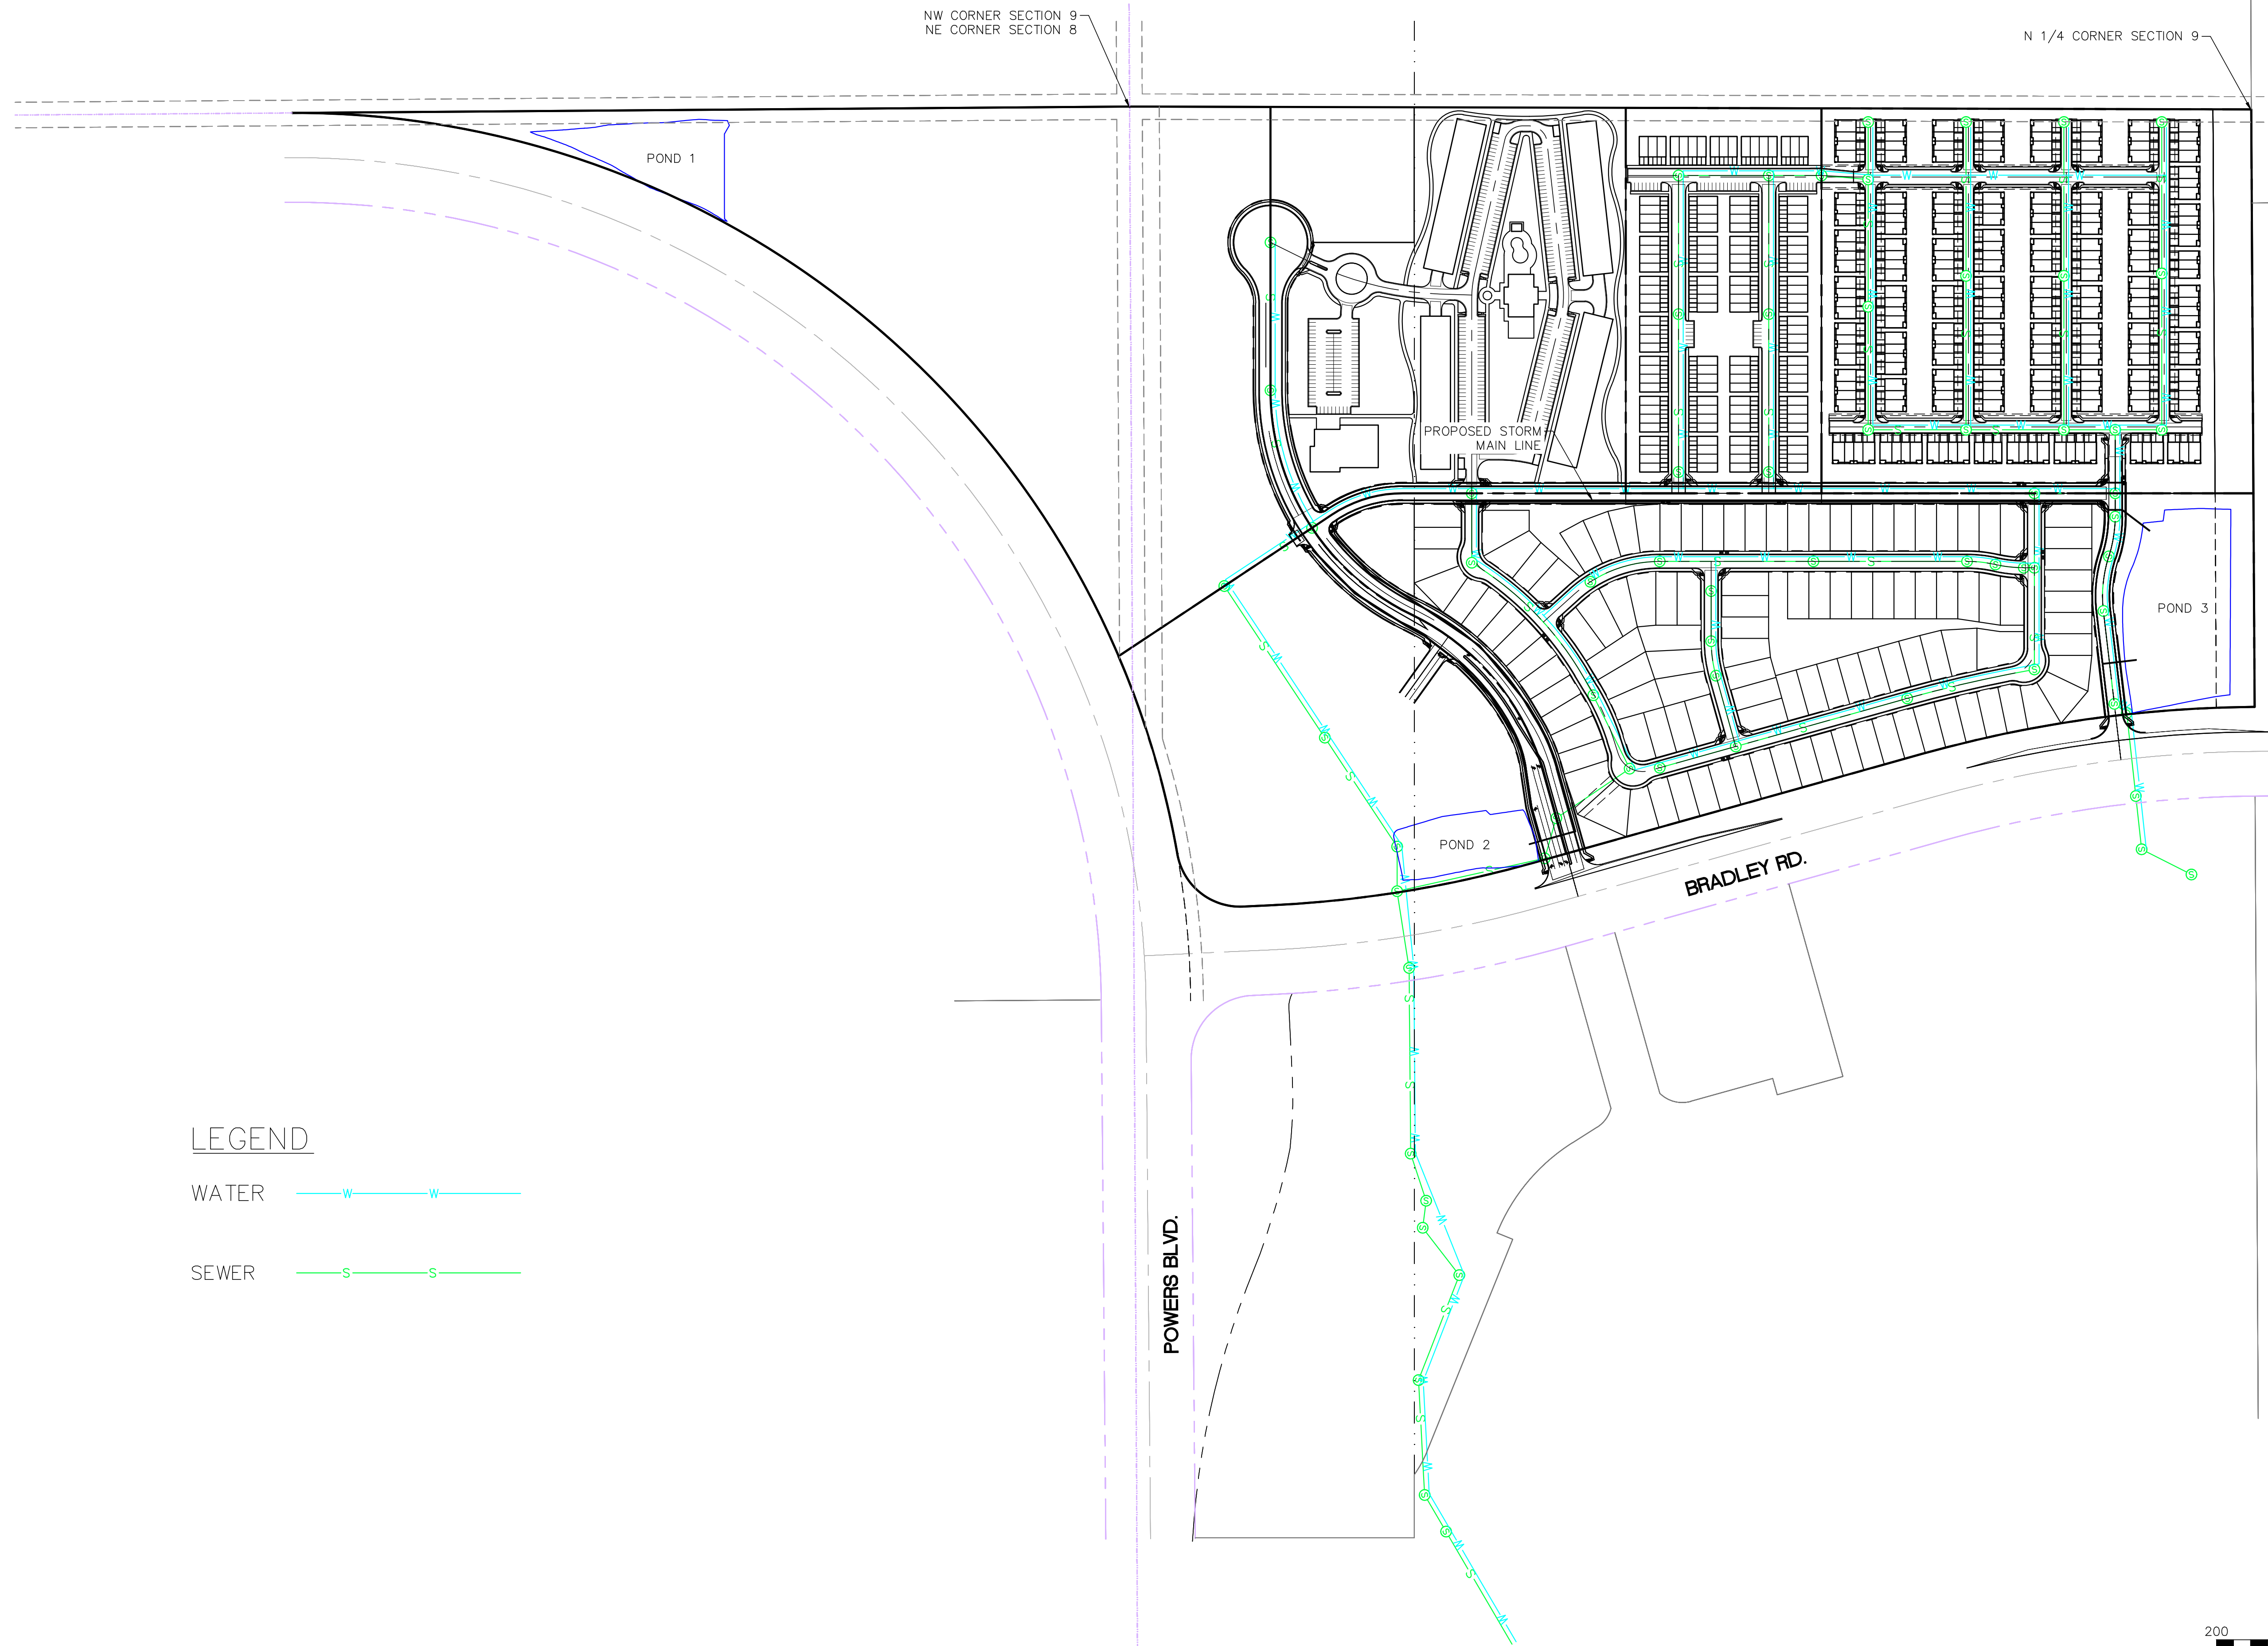 NW CORNER SECTION 9
NE CORNER SECTION 8
N 1/4 CORNER SECTION 9
POND 1
PROPOSED STORM
MAIN LINE
POND 3
POND 2
BRADLEY RD.
POWERS BLVD.
LEGEND
WATER W W
SEWER S S
200